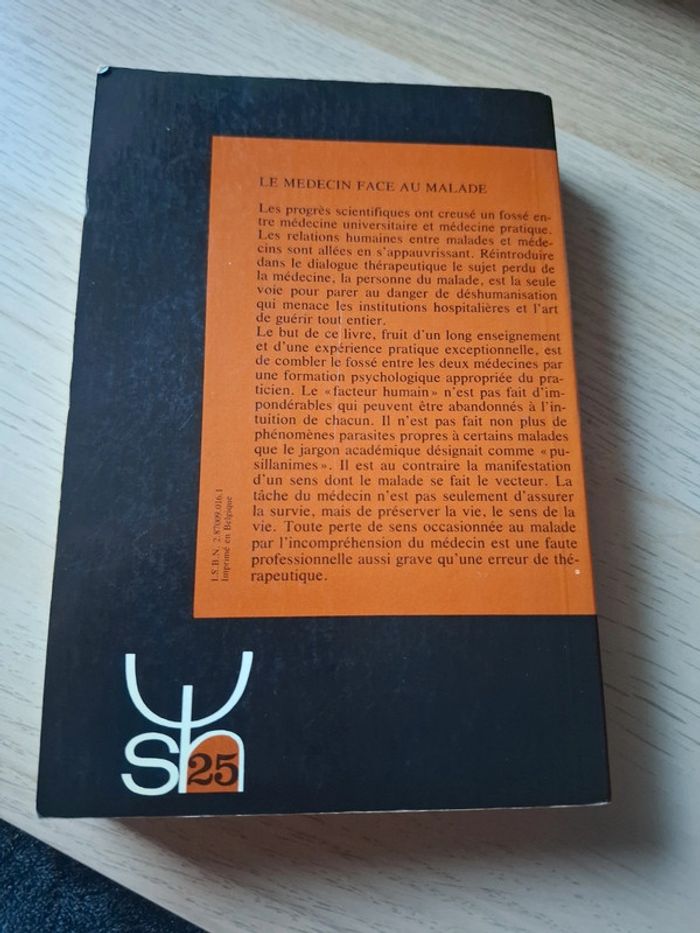 LE MEDECIN FACE AU MALADE
Les progrès scientifiques ont creusé un fossé en-
tre médecine universitaire et médecine pratique.
Les relations humaines entre malades et méde-
cins sont allées en s'appauvrissant. Réintroduire
dans le dialogue thérapeutique le sujet perdu de
la médecine, la personne du malade, est la seule
voie pour parer au danger de déshumanisation
qui menace les institutions hospitalières et l'art
de guérir tout entier.
Le but de ce livre, fruit d'un long enseignement
et d'une expérience pratique exceptionnelle, est
de combler le fossé entre les deux médecines par
une formation psychologique appropriée du pra-
ticien. Le «facteur humain» n'est pas fait d'im-
pondérables qui peuvent être abandonnés à l'in-
tuition de chacun. Il n'est pas fait non plus de
phénomènes parasites propres à certains malades
que le jargon académique désignait comme «pu-
sillanimes». Il est au contraire la manifestation
d'un sens dont le malade se fait le vecteur. La
tâche du médecin n'est pas seulement d'assurer
la survie, mais de préserver la vie, le sens de la
vie. Toute perte de sens occasionnée au malade
par l'incompréhension du médecin est une faute
professionnelle aussi grave qu'une erreur de thé-
rapeutique.
I.S.B.N. 2.87009.016.1
Imprimé en Belgique
ψ
sh
25